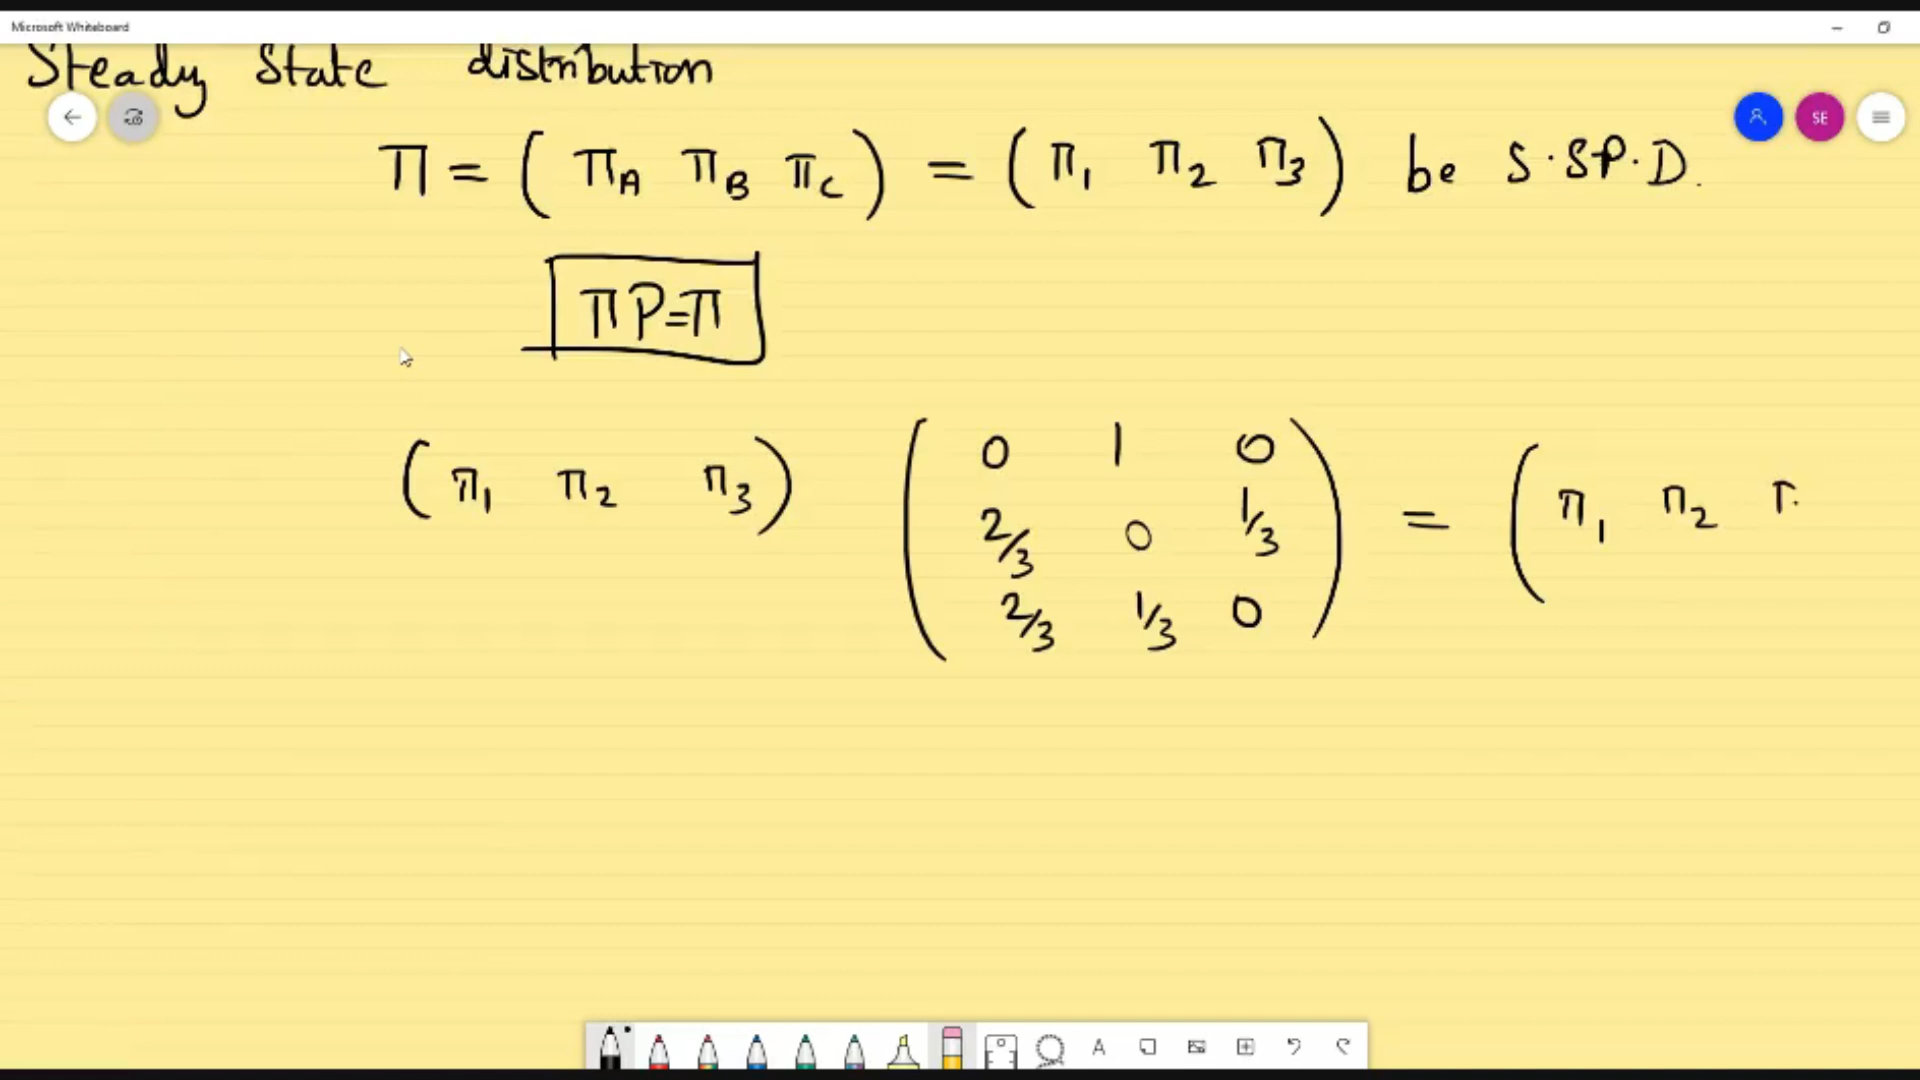 Microsoft Whiteboard
Steady State distribution
SE
Π = ( π_A π_B π_C ) = ( π_1 π_2 π_3 ) be S.S.P.D.
πP=π
( π_1 π_2 π_3 ) ( 0 1 0 = ( π_1 π_2
2/3 0 1/3
2/3 1/3 0 )
A